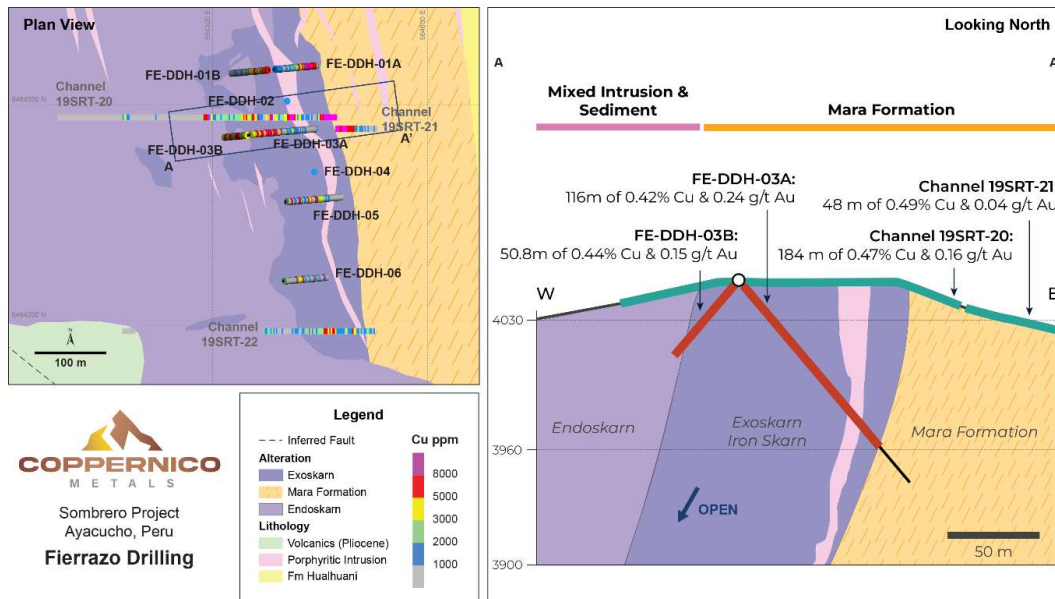 Plan View
664300 E
664600 E
FE-DDH-01B
FE-DDH-01A
Channel
19SRT-20
8484500 N
FE-DDH-02
Channel
19SRT-21
FE-DDH-03B
FE-DDH-03A
A
A'
FE-DDH-04
FE-DDH-05
FE-DDH-06
8484200 N
Channel
19SRT-22
N
100 m
COPPERNICO
METALS
Sombrero Project
Ayacucho, Peru
Fierrazo Drilling
Legend
Inferred Fault
Alteration
Exoskarn
Mara Formation
Endoskarn
Lithology
Volcanics (Pliocene)
Porphyritic Intrusion
Fm Hualhuani
Cu ppm
8000
5000
3000
2000
1000
Looking North
A
A
Mixed Intrusion &
Sediment
Mara Formation
FE-DDH-03A:
116m of 0.42% Cu & 0.24 g/t Au
Channel 19SRT-21
48 m of 0.49% Cu & 0.04 g/t Au
FE-DDH-03B:
50.8m of 0.44% Cu & 0.15 g/t Au
Channel 19SRT-20:
184 m of 0.47% Cu & 0.16 g/t Au
W
E
4030
3960
3900
Endoskarn
Exoskarn
Iron Skarn
Mara Formation
OPEN
50 m